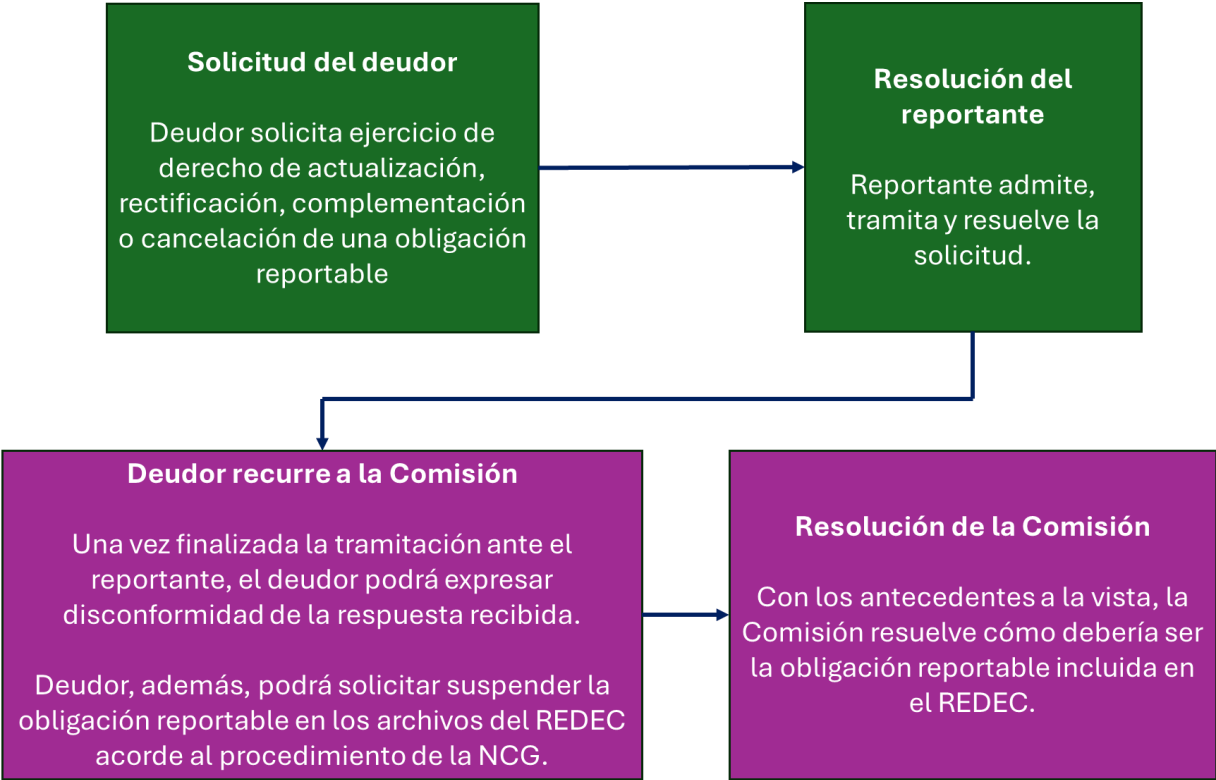 Solicitud del deudor
Deudor solicita ejercicio de
derecho de actualización,
rectificación, complementación
o cancelación de una obligación
reportable
Resolución del
reportante
Reportante admite,
tramita y resuelve la
solicitud.
Deudor recurre a la Comisión
Una vez finalizada la tramitación ante el
reportante, el deudor podrá expresar
disconformidad de la respuesta recibida.
Deudor, además, podrá solicitar suspender la
obligación reportable en los archivos del REDEC
acorde al procedimiento de la NCG.
Resolución de la Comisión
Con los antecedentes a la vista, la
Comisión resuelve cómo debería ser
la obligación reportable incluida en
el REDEC.